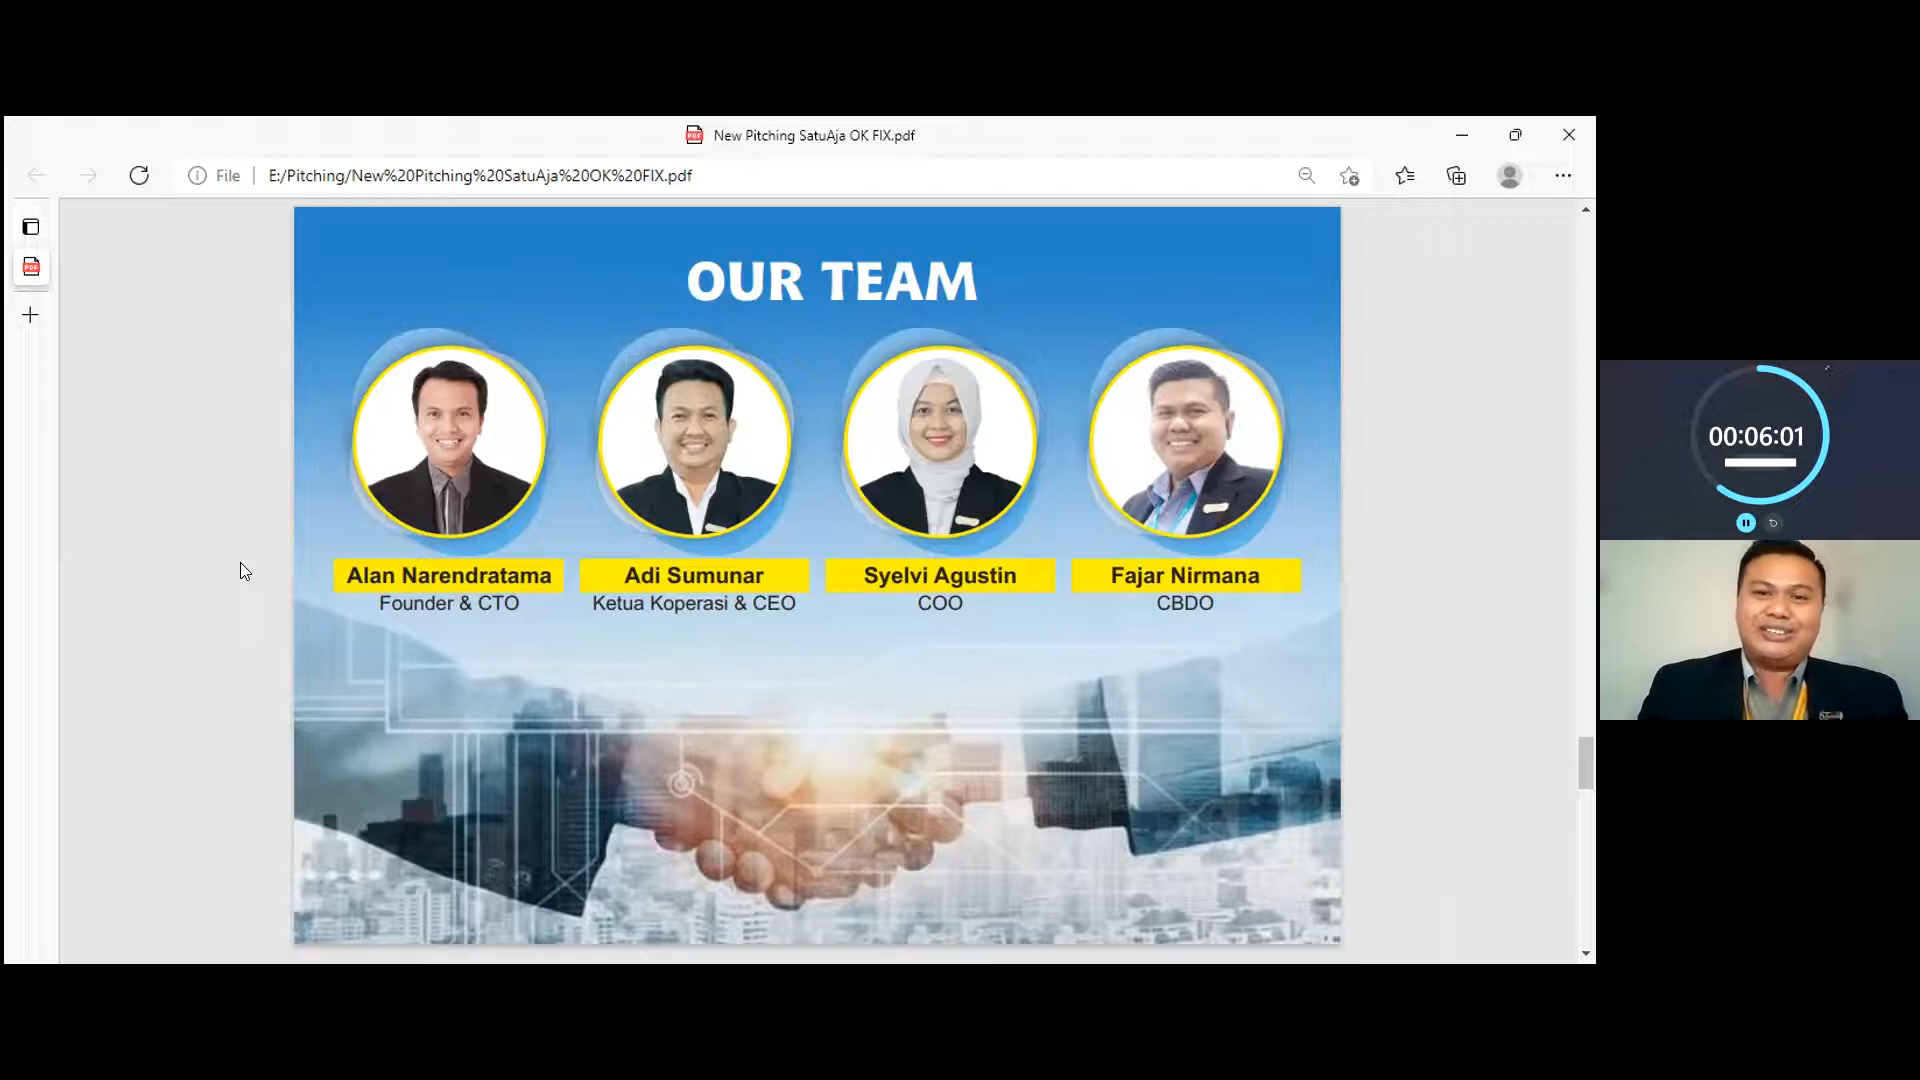 New Pitching SatuAja OK FIX.pdf
File
E:/Pitching/New%20Pitching%20SatuAja%20OK%20FIX.pdf
OUR TEAM
Alan Narendratama
Founder & CTO
Adi Sumunar
Ketua Koperasi & CEO
Syelvi Agustin
COO
Fajar Nirmana
CBDO
00:06:01